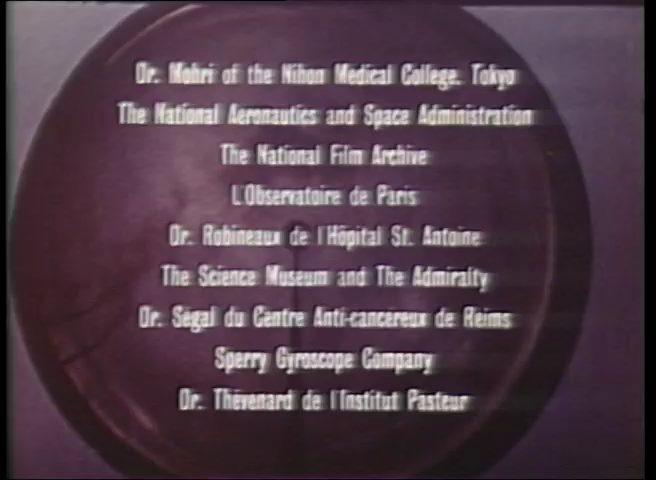 Dr. Mohri of the Nihon Medical College. Tokyo
The National Aeronautics and Space Administration
The National Film Archive
L'Observatoire de Paris
Dr. Robineaux de l'Hôpital St. Antoine
The Science Museum and The Admiralty
Dr. Ségal du Centre Anti-cancereux de Reims
Sperry Gyroscope Company
Dr. Thévenard de l'Institut Pasteur